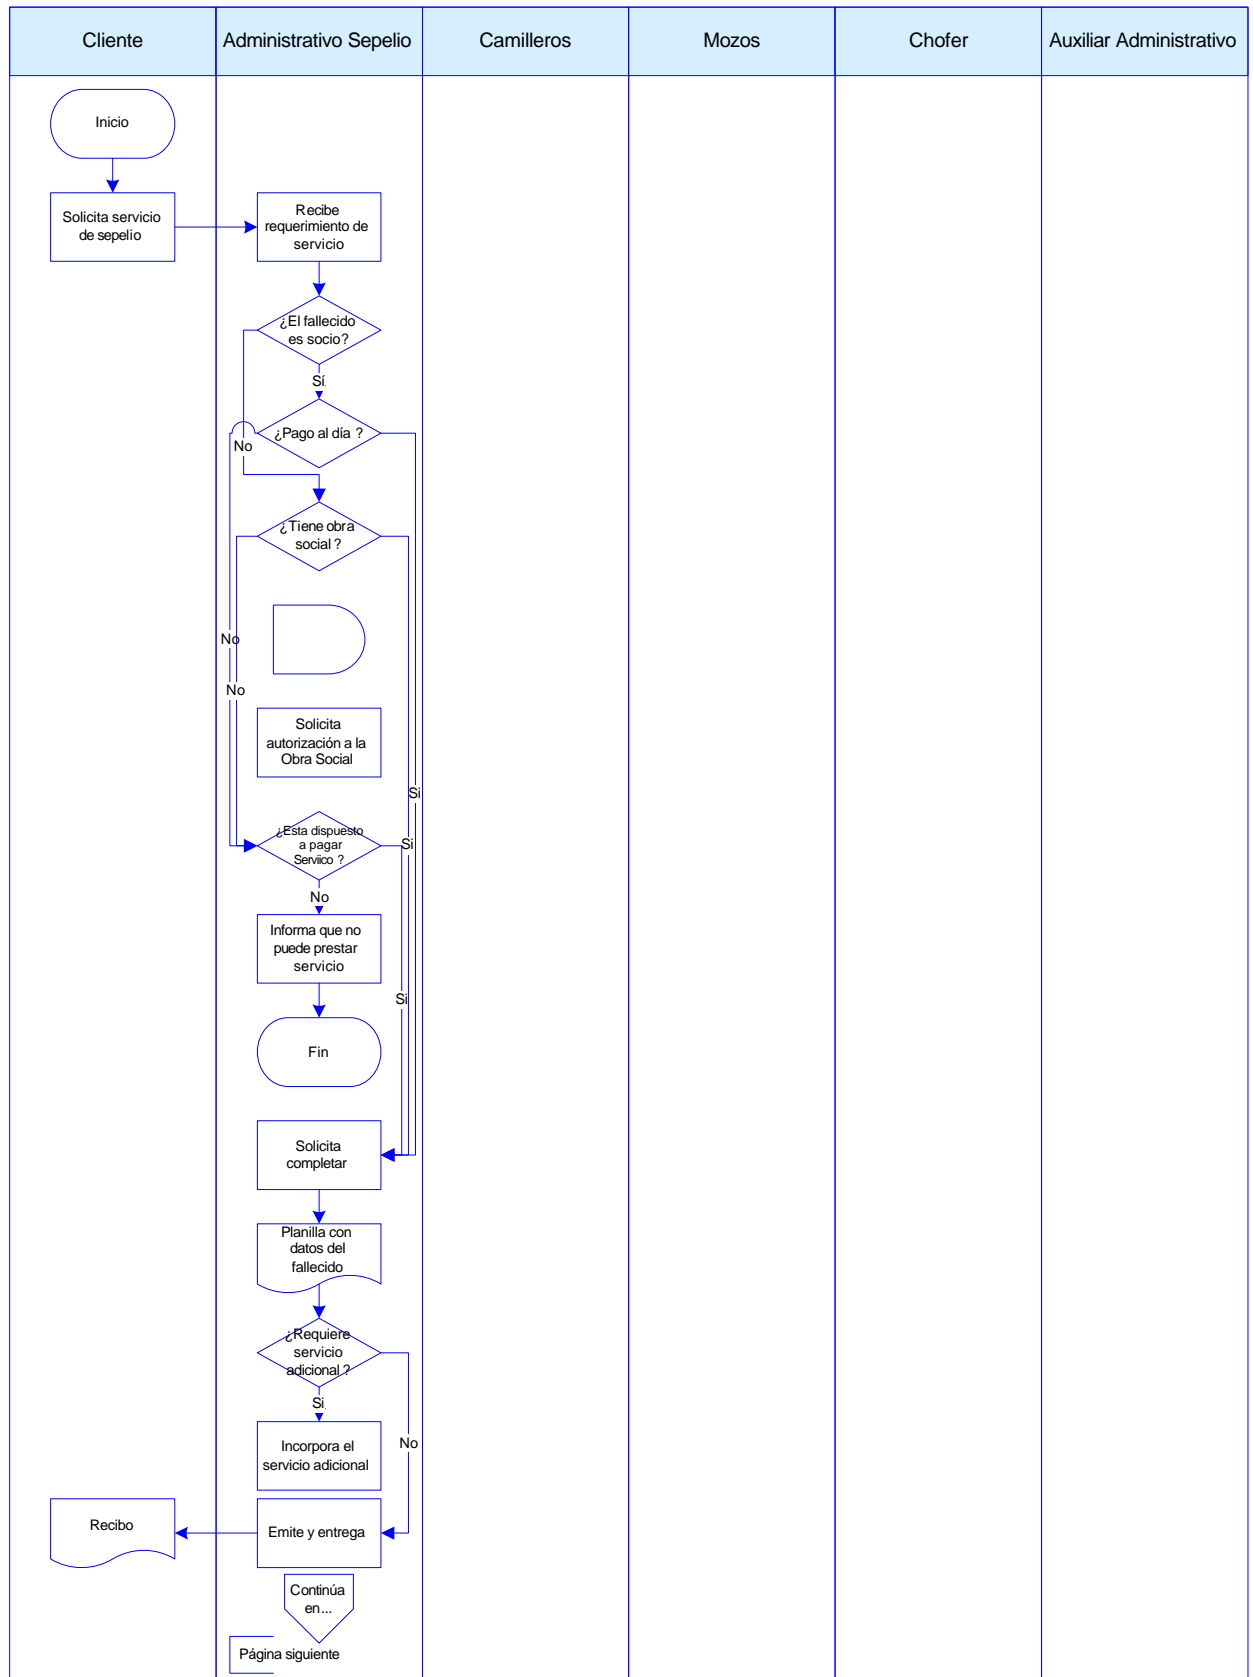 Cliente
Administrativo Sepelio
Camilleros
Mozos
Chofer
Auxiliar Administrativo
Inicio
Solicita servicio
de sepelio
Recibe
requerimiento de
servicio
¿El fallecido
es socio?
Sí
¿Pago al día ?
No
¿Tiene obra
social ?
No
No
Solicita
autorización a la
Obra Social
Si
¿Esta dispuesto
a pagar
Serviico ?
Si
No
Informa que no
puede prestar
servicio
Si
Fin
Solicita
completar
Planilla con
datos del
fallecido
¿Requiere
servicio
adicional ?
Si
Incorpora el
servicio adicional
No
Recibo
Emite y entrega
Continúa
en...
Página siguiente